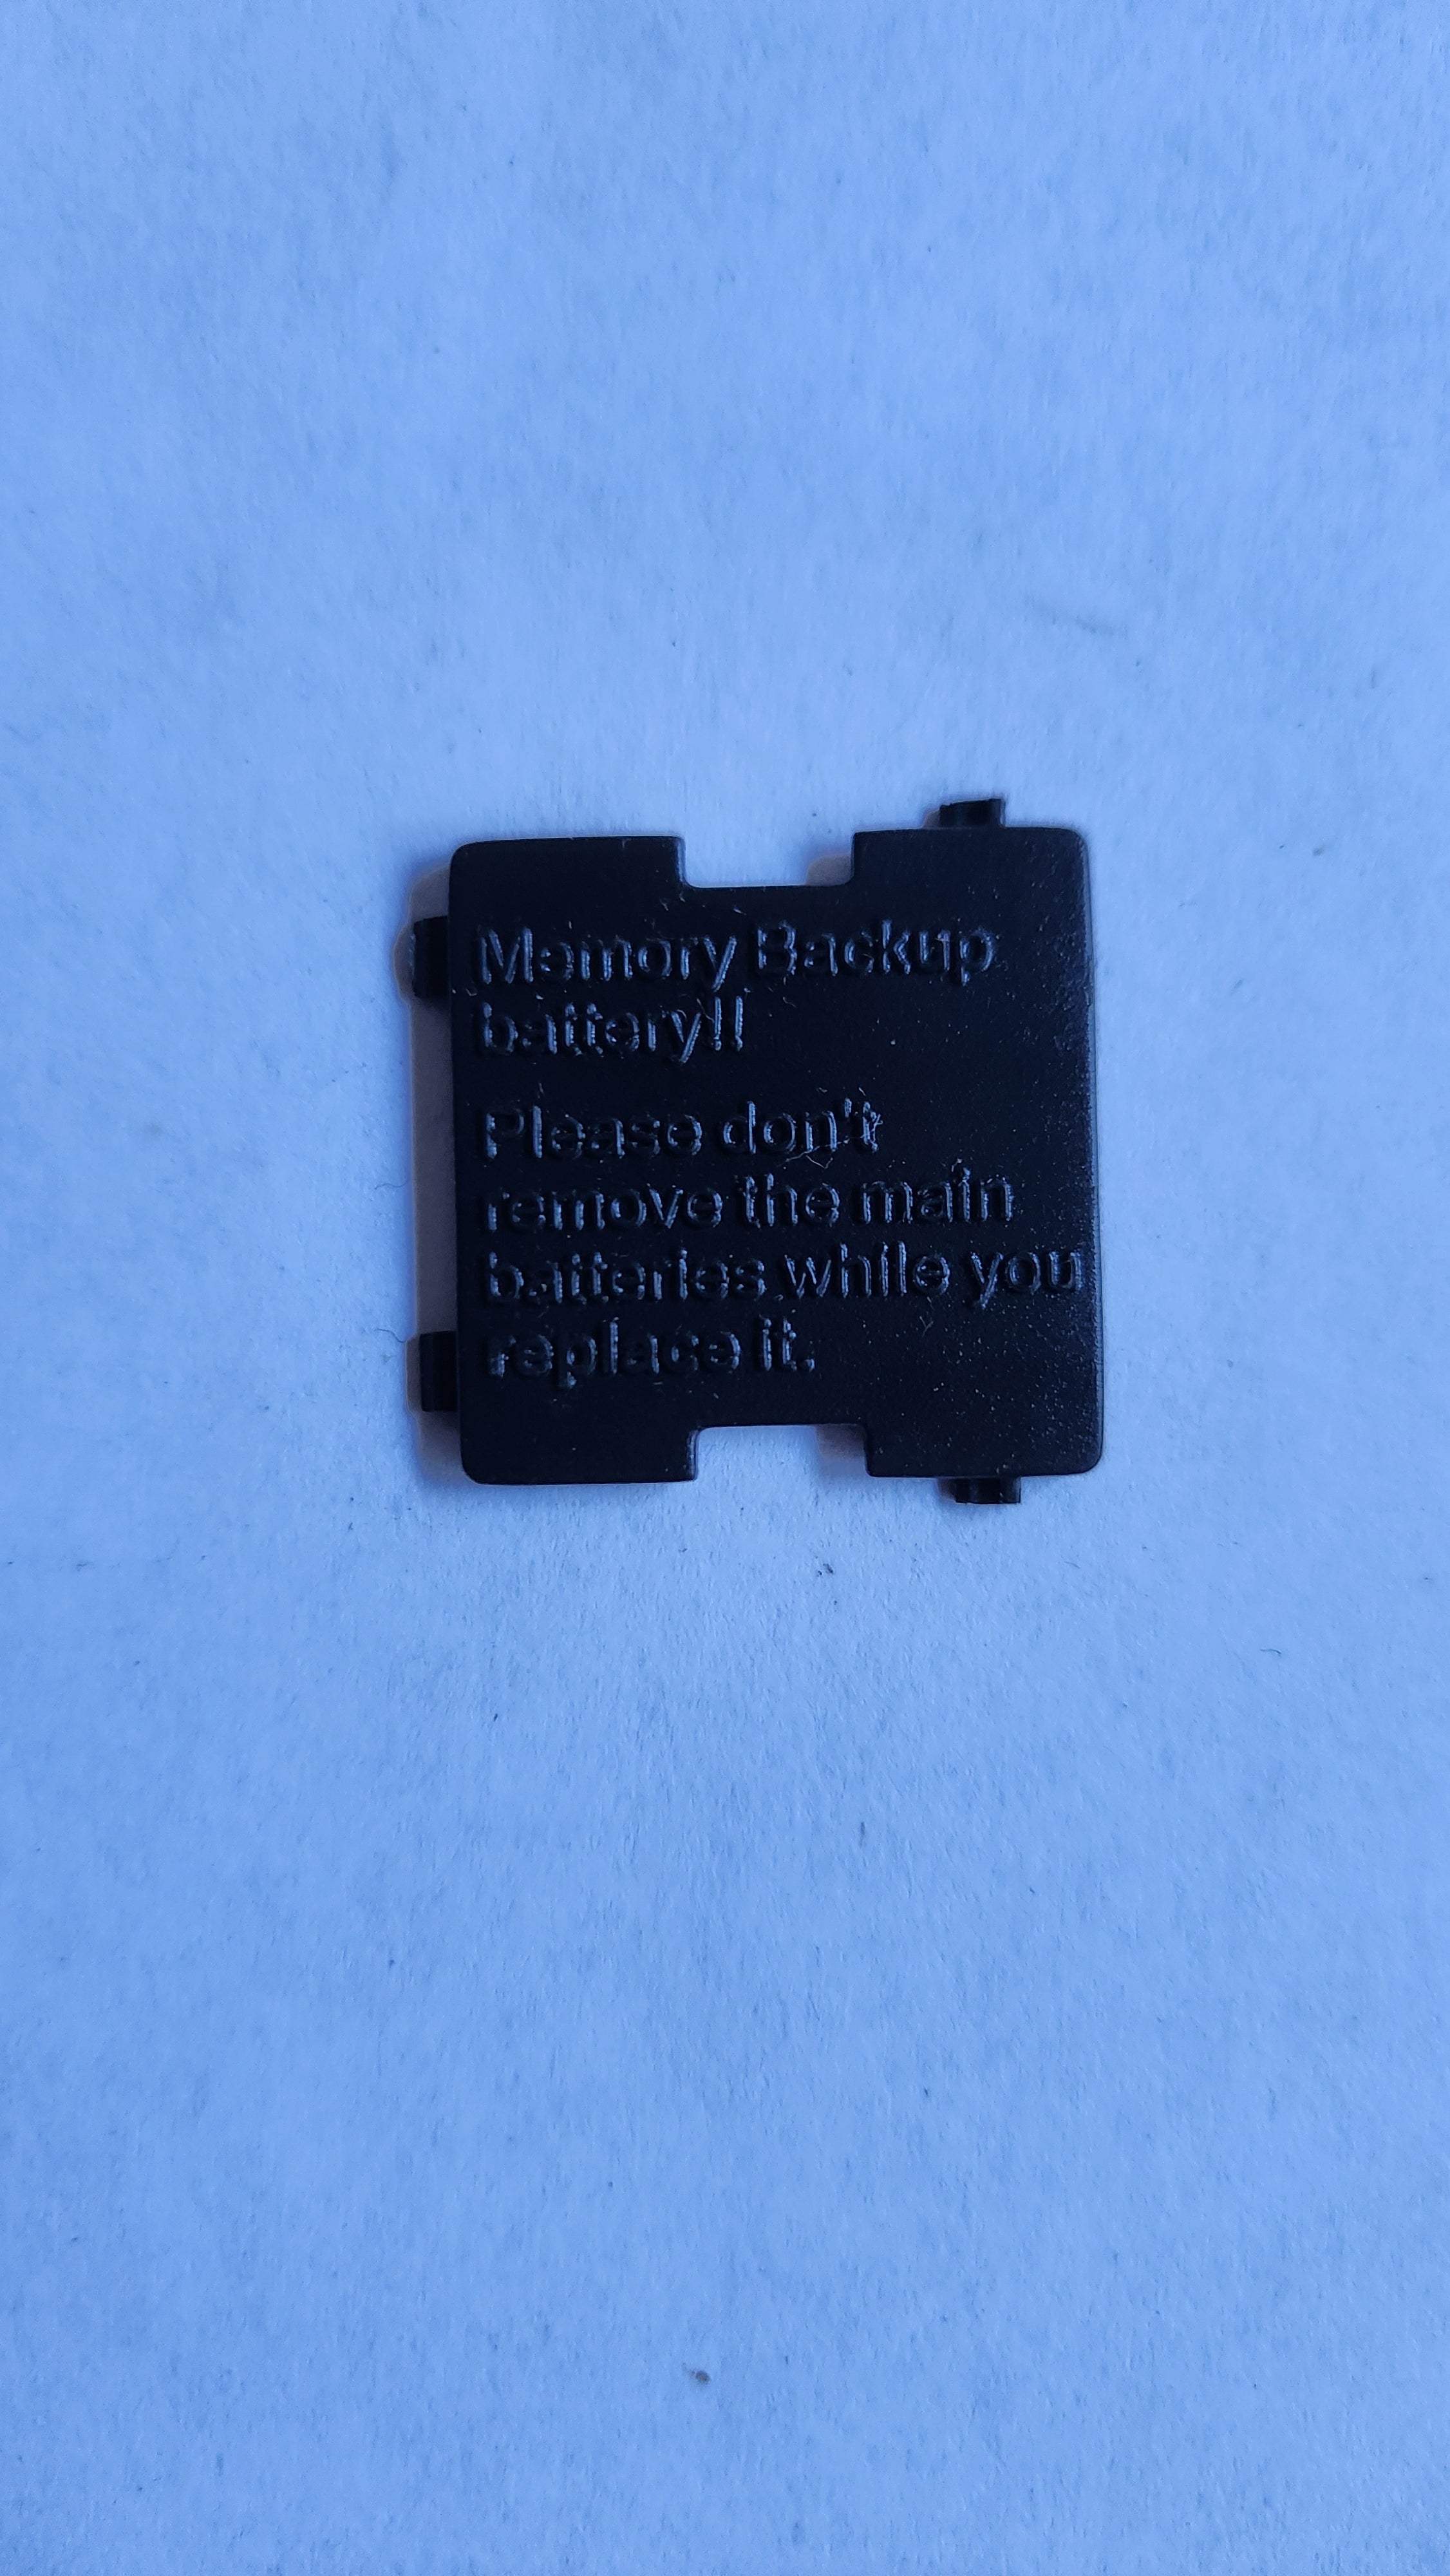 Memory Backup
battery!!
Please don't
remove the main
batteries while you
replace it.